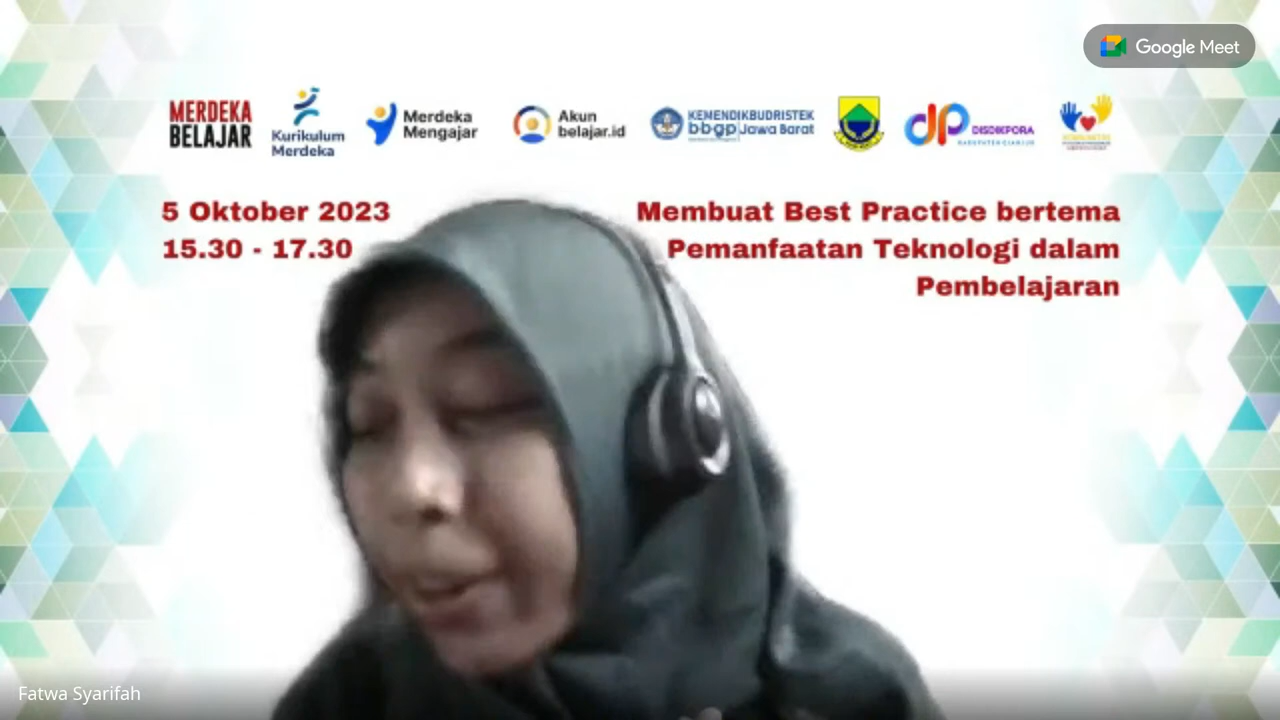 Google Meet
MERDEKA
BELAJAR
Kurikulum
Merdeka
Merdeka
Mengajar
Akun
belajar.id
KEMENDIKBUDRISTEK
bbgp Jawa Barat
dp DISDIKPORA
KABUPATEN CIANJUR
5 Oktober 2023
15.30 - 17.30
Membuat Best Practice bertema
Pemanfaatan Teknologi dalam
Pembelajaran
Fatwa Syarifah